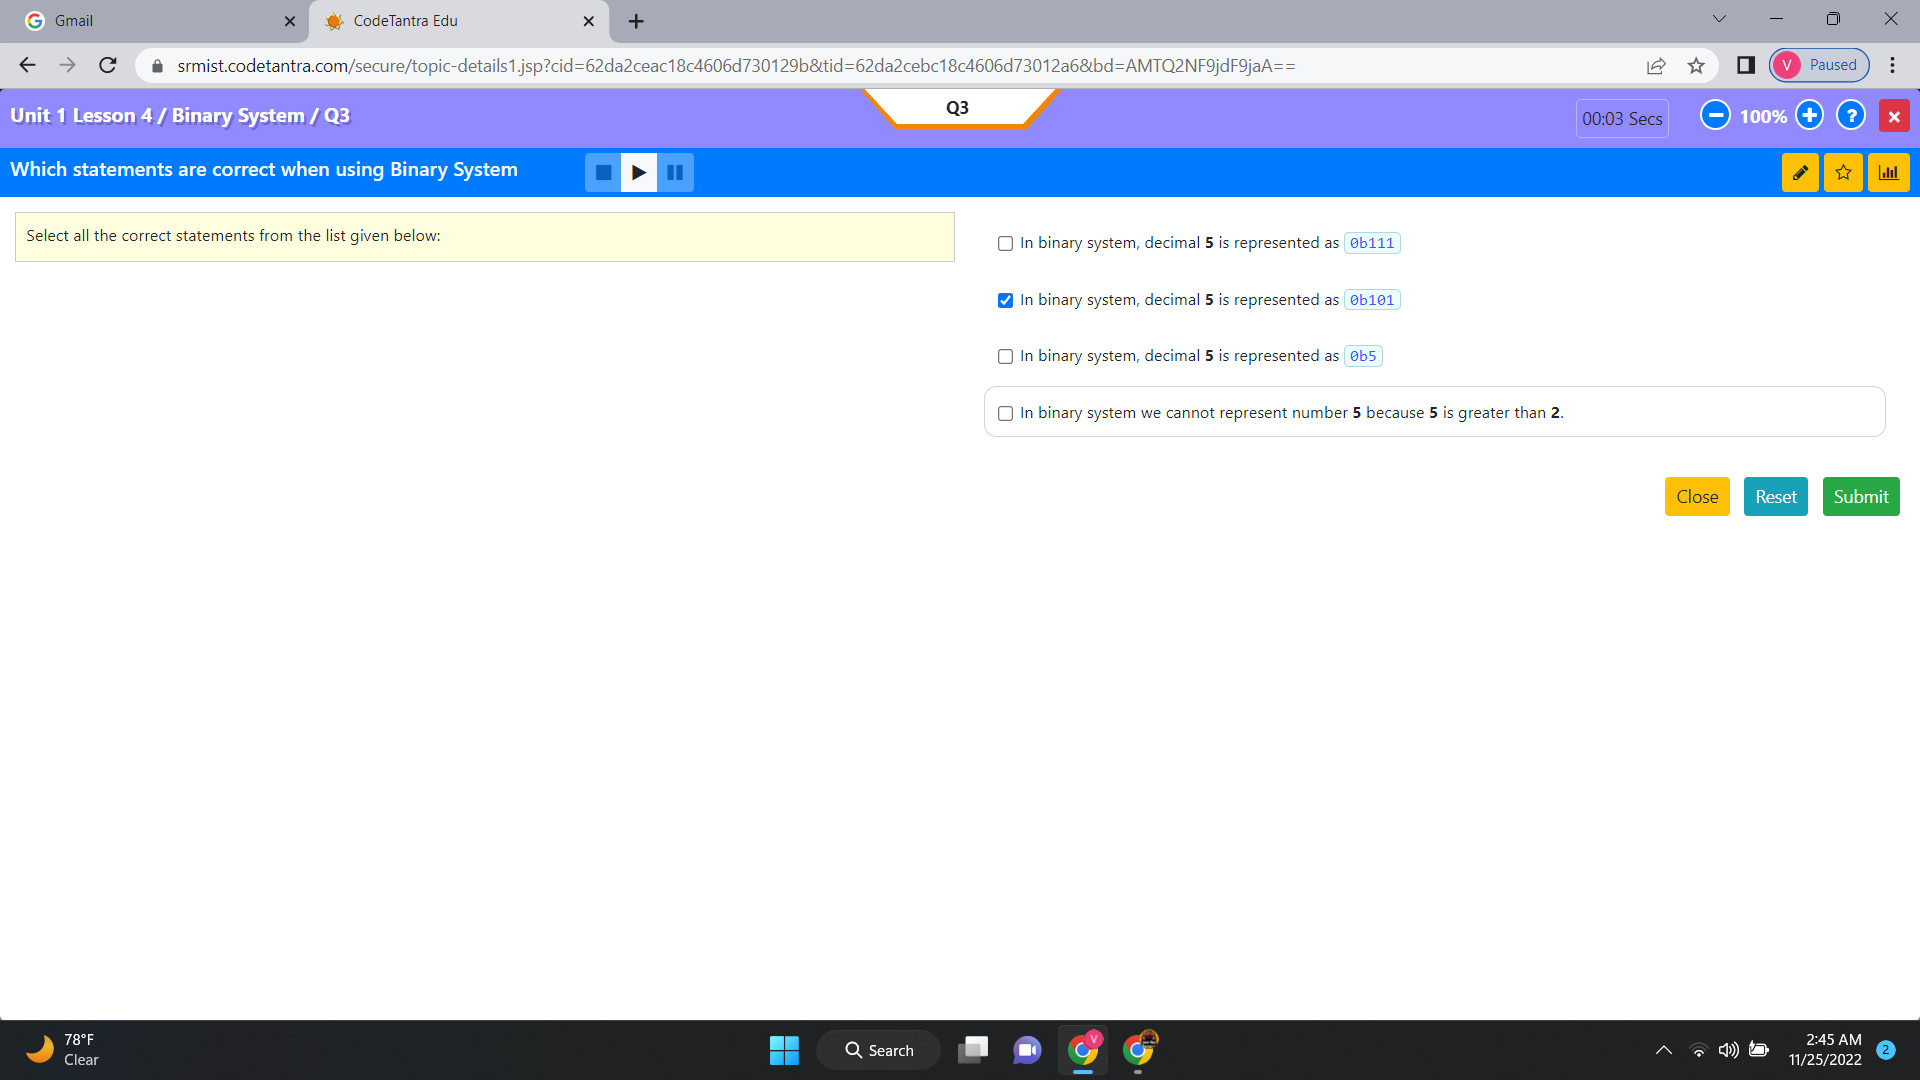 Gmail
CodeTantra Edu
srmist.codetantra.com/secure/topic-details1.jsp?cid=62da2ceac18c4606d730129b&tid=62da2cebc18c4606d73012a6&bd=AMTQ2NF9jdF9jaA==
V Paused
Unit 1 Lesson 4 / Binary System / Q3
Q3
00:03 Secs
100%
?
Which statements are correct when using Binary System
Select all the correct statements from the list given below:
In binary system, decimal 5 is represented as 0b111
In binary system, decimal 5 is represented as 0b101
In binary system, decimal 5 is represented as 0b5
In binary system we cannot represent number 5 because 5 is greater than 2.
Close Reset Submit
78°F
Clear
Search
V
2:45 AM
11/25/2022
2